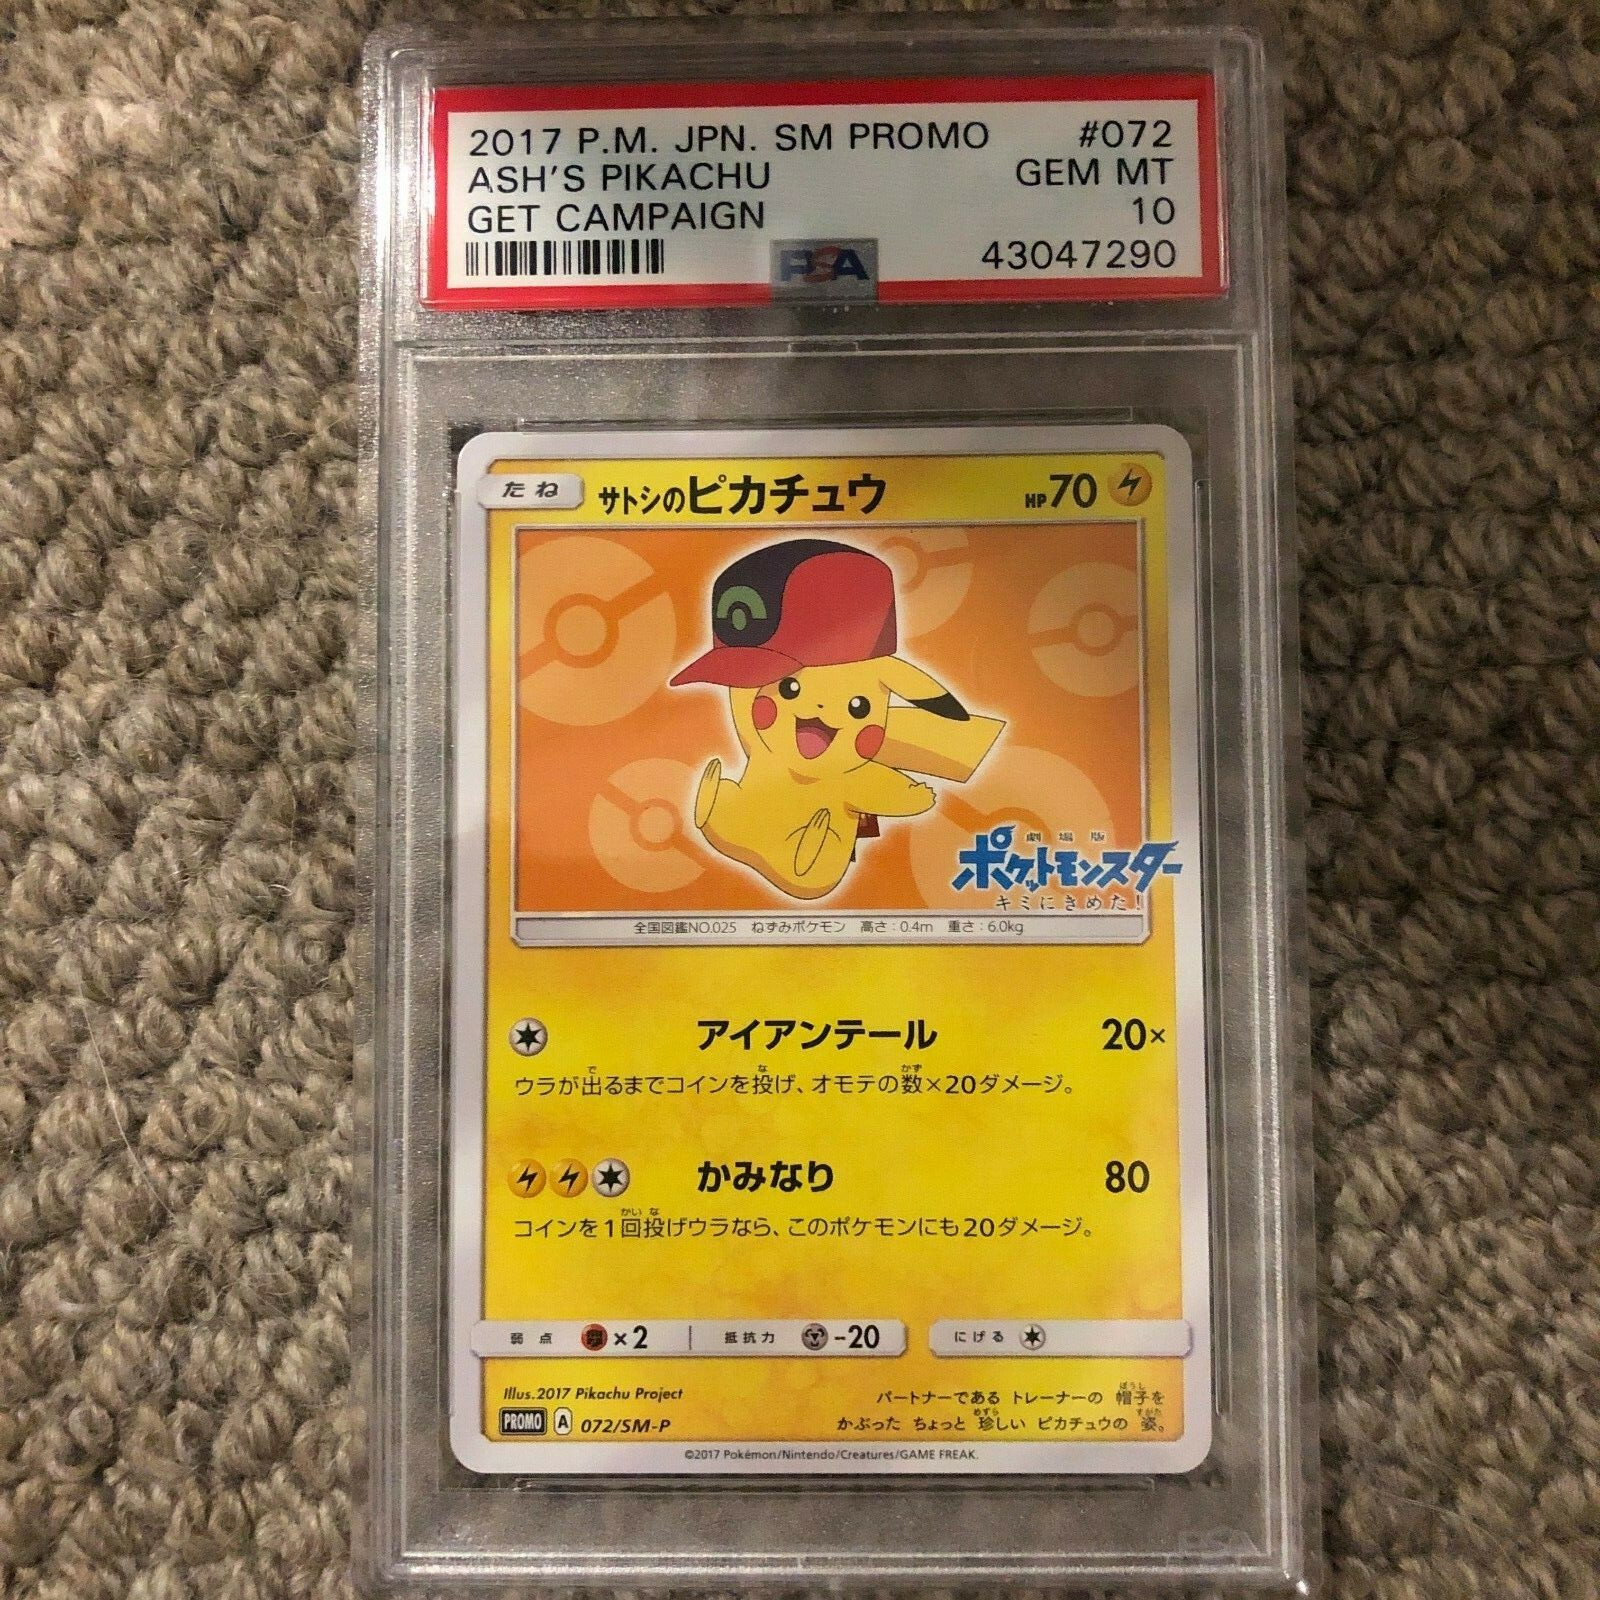 2017 P.M. JPN. SM PROMO #072
ASH'S PIKACHU GEM MT
GET CAMPAIGN 10
PSA 43047290
たね サトシのピカチュウ HP70
劇場版
ポケットモンスター
キミにきめた!
全国図鑑NO.025 ねずみポケモン 高さ:0.4m 重さ:6.0kg
アイアンテール 20×
ウラが出るまでコインを投げ、オモテの数×20ダメージ。
かみなり 80
コインを1回投げウラなら、このポケモンにも20ダメージ。
弱点 ×2 抵抗力 -20 にげる
Illus.2017 Pikachu Project
PROMO A 072/SM-P
パートナーである トレーナーの 帽子を
かぶった ちょっと 珍しい ピカチュウの 姿。
©2017 Pokémon/Nintendo/Creatures/GAME FREAK.
PSA